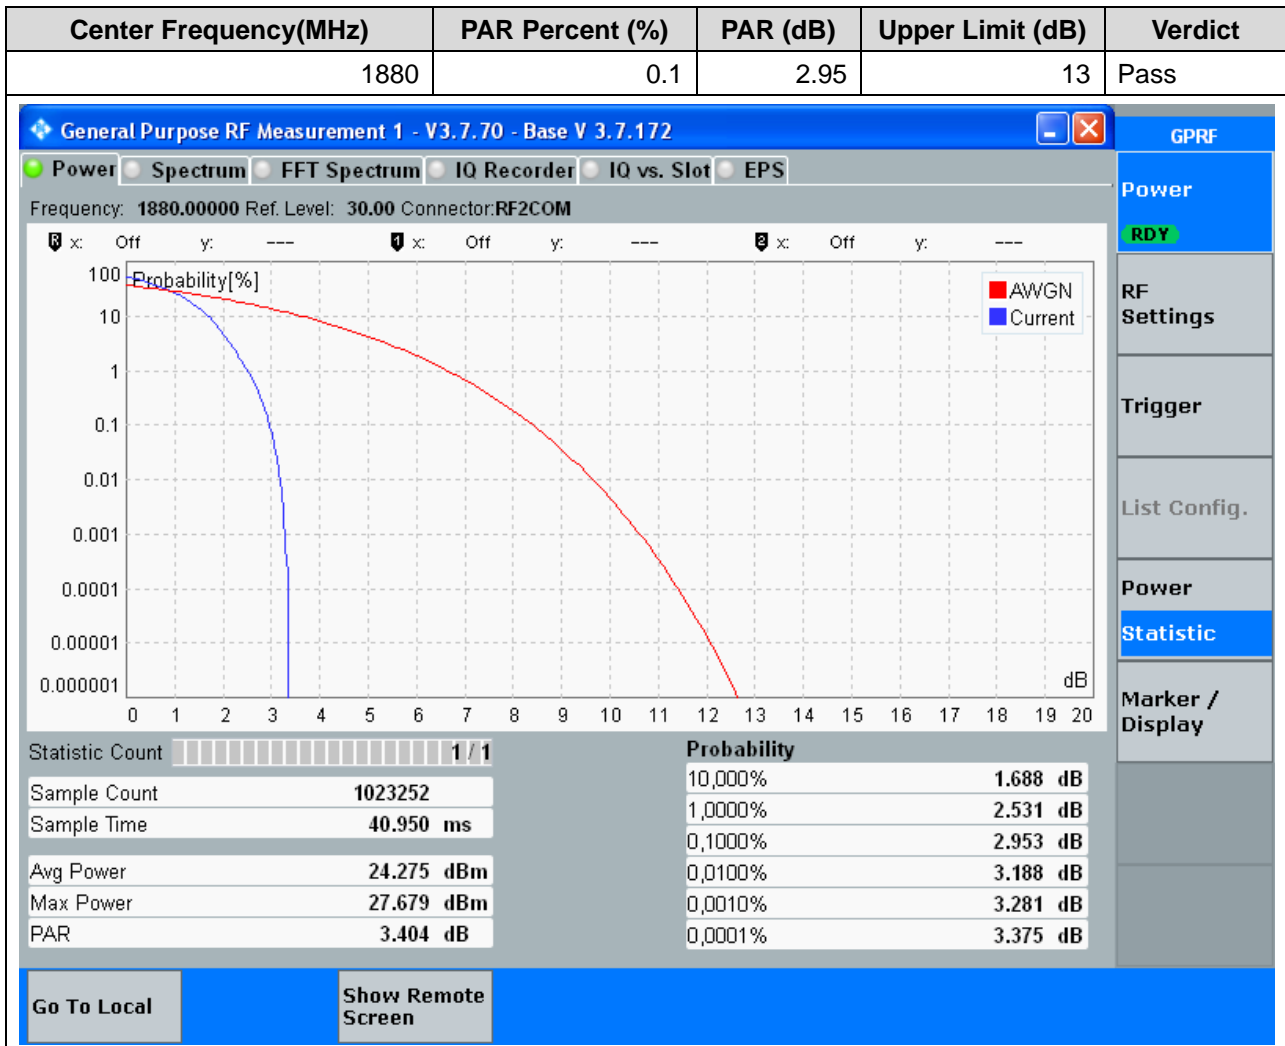 Center Frequency(MHz) PAR Percent (%) PAR (dB) Upper Limit (dB) Verdict
1880 0.1 2.95 13 Pass
General Purpose RF Measurement 1 - V3.7.70 - Base V 3.7.172
GPRF
Power Spectrum FFT Spectrum IQ Recorder IQ vs. Slot EPS
Power
RDY
Frequency: 1880.00000 Ref. Level: 30.00 Connector:RF2COM
R x: Off y: --- 1 x: Off y: --- 2 x: Off y: ---
Probability[%]
AWGN
Current
100
10
1
0.1
0.01
0.001
0.0001
0.00001
0.000001
dB
0 1 2 3 4 5 6 7 8 9 10 11 12 13 14 15 16 17 18 19 20
RF
Settings
Trigger
List Config.
Power
Statistic
Marker /
Display
Statistic Count 1 / 1
Sample Count 1023252
Sample Time 40.950 ms
Avg Power 24.275 dBm
Max Power 27.679 dBm
PAR 3.404 dB
Probability
10,000% 1.688 dB
1,0000% 2.531 dB
0,1000% 2.953 dB
0,0100% 3.188 dB
0,0010% 3.281 dB
0,0001% 3.375 dB
Go To Local
Show Remote
Screen